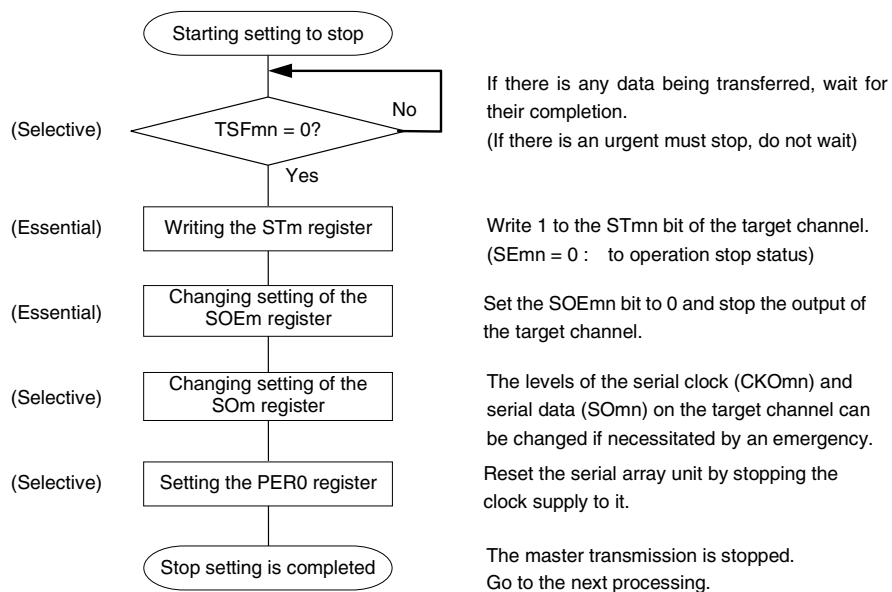 Starting setting to stop
If there is any data being transferred, wait for
their completion.
(If there is an urgent must stop, do not wait)
No
(Selective)
TSFmn = 0?
Yes
(Essential)
Writing the STm register
Write 1 to the STmn bit of the target channel.
(SEmn = 0 : to operation stop status)
(Essential)
Changing setting of the
SOEm register
Set the SOEmn bit to 0 and stop the output of
the target channel.
(Selective)
Changing setting of the
SOm register
The levels of the serial clock (CKOmn) and
serial data (SOmn) on the target channel can
be changed if necessitated by an emergency.
(Selective)
Setting the PER0 register
Reset the serial array unit by stopping the
clock supply to it.
Stop setting is completed
The master transmission is stopped.
Go to the next processing.